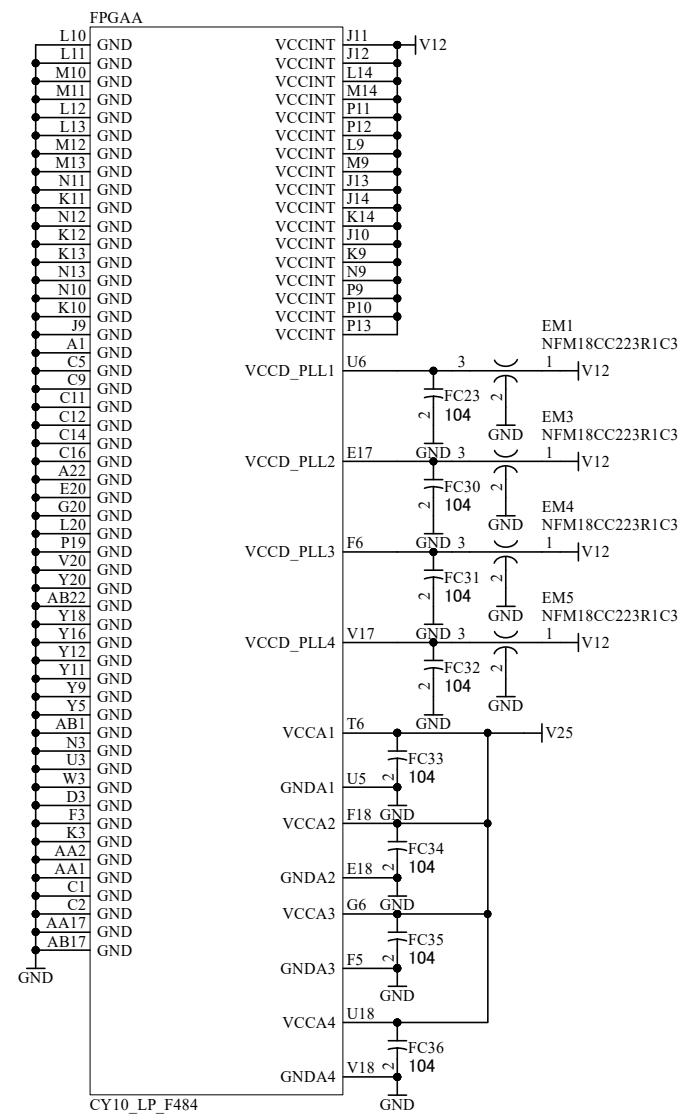 FPGAA
L10 GND VCCINT J11 V12
L11 GND VCCINT J12
M10 GND VCCINT L14
M11 GND VCCINT M14
L12 GND VCCINT P11
L13 GND VCCINT P12
M12 GND VCCINT L9
M13 GND VCCINT M9
N11 GND VCCINT J13
K11 GND VCCINT J14
N12 GND VCCINT K14
K12 GND VCCINT J10
K13 GND VCCINT K9
N13 GND VCCINT N9
N10 GND VCCINT P9
K10 GND VCCINT P10
J9 GND VCCINT P13
EM1
A1 GND
NFM18CC223R1C3
C5 GND VCCD_PLL1 U6 3 1 V12
C9 GND FC23 2
C11 GND 2 104
C12 GND GND EM3
C14 GND GND NFM18CC223R1C3
C16 GND VCCD_PLL2 E17 3 1 V12
A22 GND FC30 2
E20 GND 2 104
G20 GND GND EM4
L20 GND GND NFM18CC223R1C3
P19 GND VCCD_PLL3 F6 3 1 V12
V20 GND FC31 2
Y20 GND 2 104
AB22 GND GND EM5
Y18 GND GND NFM18CC223R1C3
Y16 GND VCCD_PLL4 V17 3 1 V12
Y12 GND FC32 2
Y11 GND 2 104
Y9 GND GND
Y5 GND GND
AB1 GND VCCA1 T6 V25
N3 GND FC33
U3 GND 2 104
W3 GND GNDA1 U5
D3 GND GND
F3 GND VCCA2 F18
K3 GND FC34
AA2 GND 2 104
AA1 GND GNDA2 E18
C1 GND GND
C2 GND VCCA3 G6
AA17 GND FC35
AB17 GND 2 104
GND GNDA3 F5
GND
VCCA4 U18
FC36
2 104
GNDA4 V18
CY10_LP_F484 GND